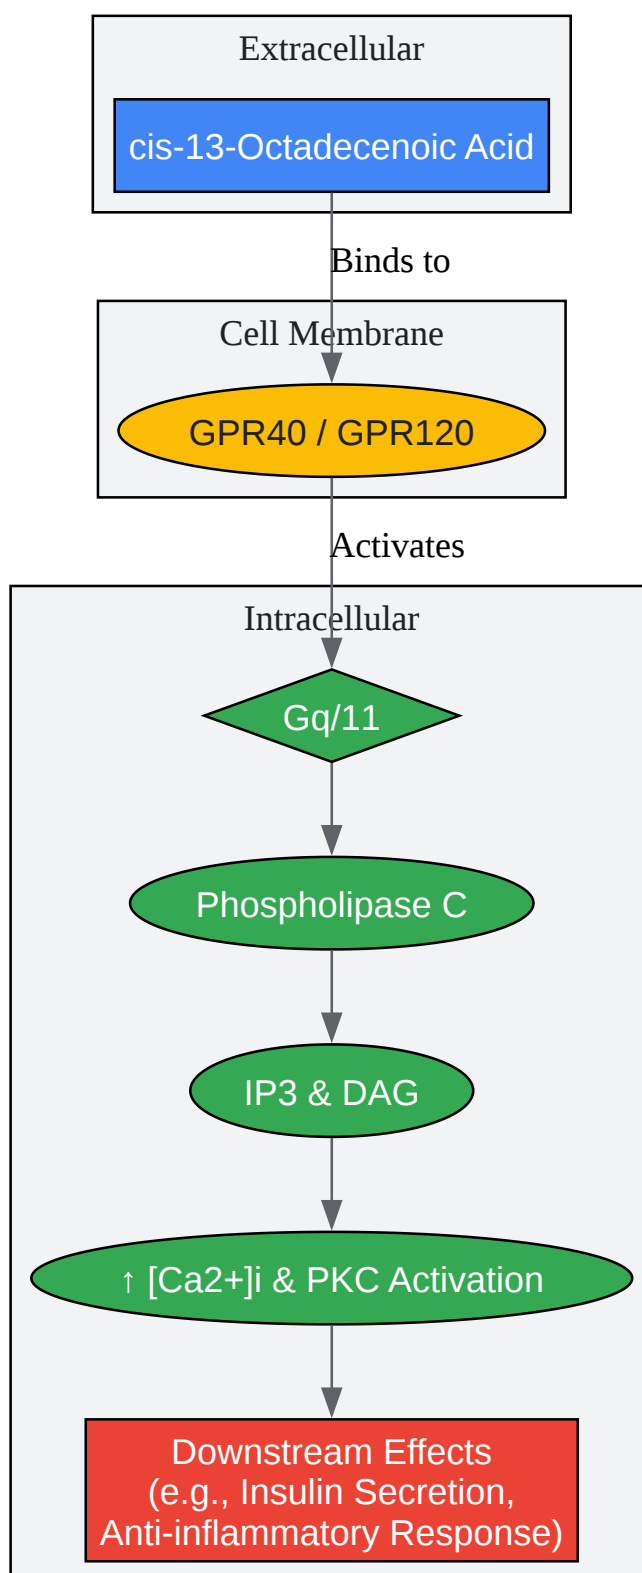 Extracellular
cis-13-Octadecenoic Acid
Binds to
Cell Membrane
GPR40 / GPR120
Activates
Intracellular
Gq/11
Phospholipase C
IP3 & DAG
↑ [Ca2+]i & PKC Activation
Downstream Effects
(e.g., Insulin Secretion,
Anti-inflammatory Response)